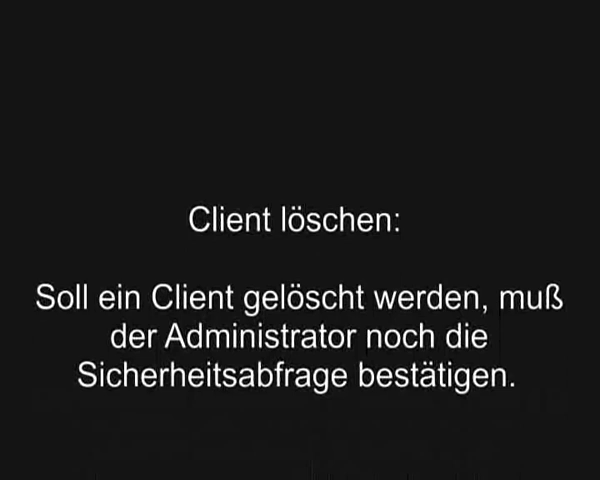 Client löschen:
Soll ein Client gelöscht werden, muß
der Administrator noch die
Sicherheitsabfrage bestätigen.